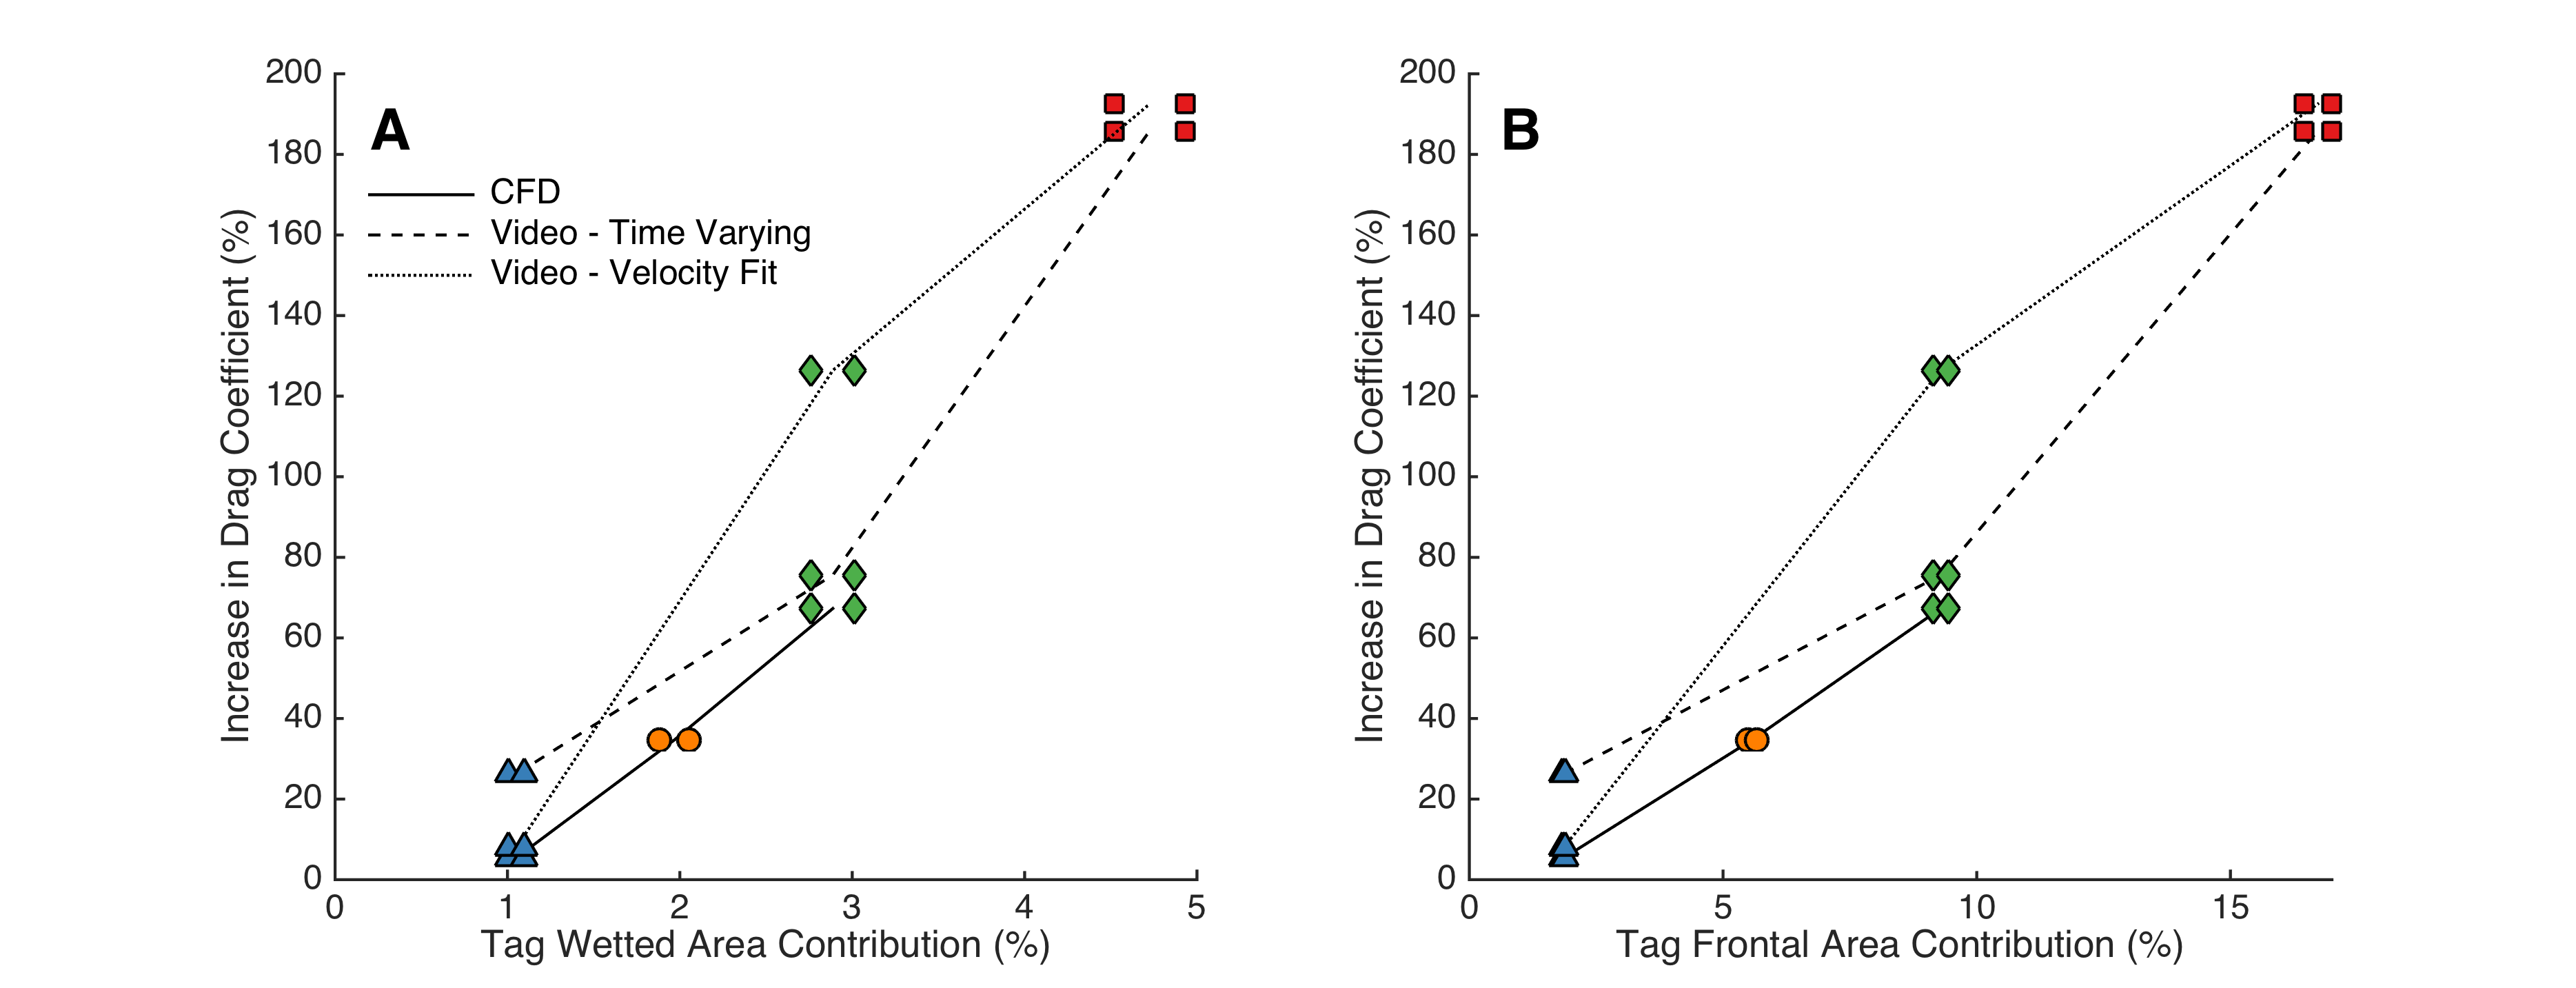 A
CFD
Video - Time Varying
Video - Velocity Fit
Increase in Drag Coefficient (%)
200
180
160
140
120
100
80
60
40
20
0
0 1 2 3 4 5
Tag Wetted Area Contribution (%)
B
Increase in Drag Coefficient (%)
200
180
160
140
120
100
80
60
40
20
0
0 5 10 15
Tag Frontal Area Contribution (%)